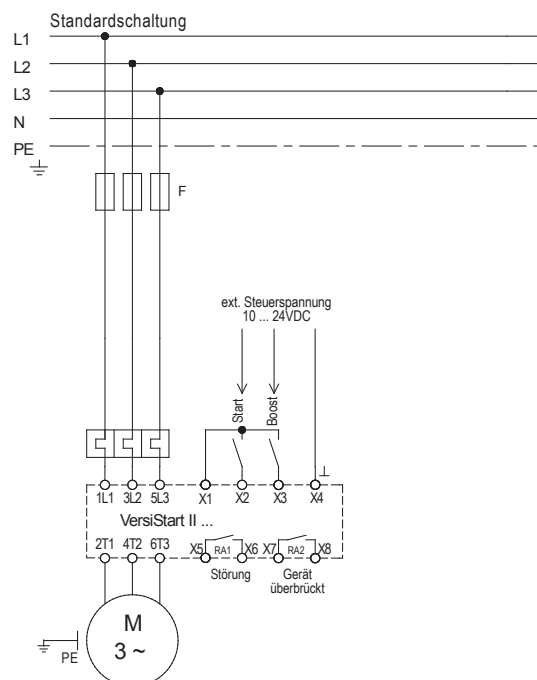 Standardschaltung
L1
L2
L3
N
PE
F
ext. Steuerspannung
10 ... 24VDC
Start
Boost
1L1 3L2 5L3 X1 X2 X3 X4 ⊥
VersiStart II ...
2T1 4T2 6T3 X5 RA1 X6 X7 RA2 X8
Störung
Gerät
überbrückt
M
3 ~
PE